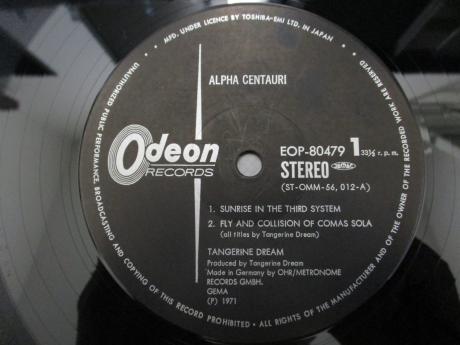 MFD. UNDER LICENCE BY TOSHIBA-EMI LTD. IN JAPAN
UNAUTHORIZED PUBLIC PERFORMANCE, BROADCASTING AND COPYING OF THIS RECORD PROHIBITED • ALL RIGHTS OF THE MANUFACTURER AND OF THE OWNER OF THE RECORDED WORK ARE RESERVED
ALPHA CENTAURI
Odeon
RECORDS
EOP-80479 1 33⅓ r.p.m.
STEREO
(ST-OMM-56, 012-A)
1. SUNRISE IN THE THIRD SYSTEM
2. FLY AND COLLISION OF COMAS SOLA
(all titles by Tangerine Dream)
TANGERINE DREAM
Produced by Tangerine Dream
Made in Germany by OHR/METRONOME
RECORDS GMBH.
GEMA
(P) 1971